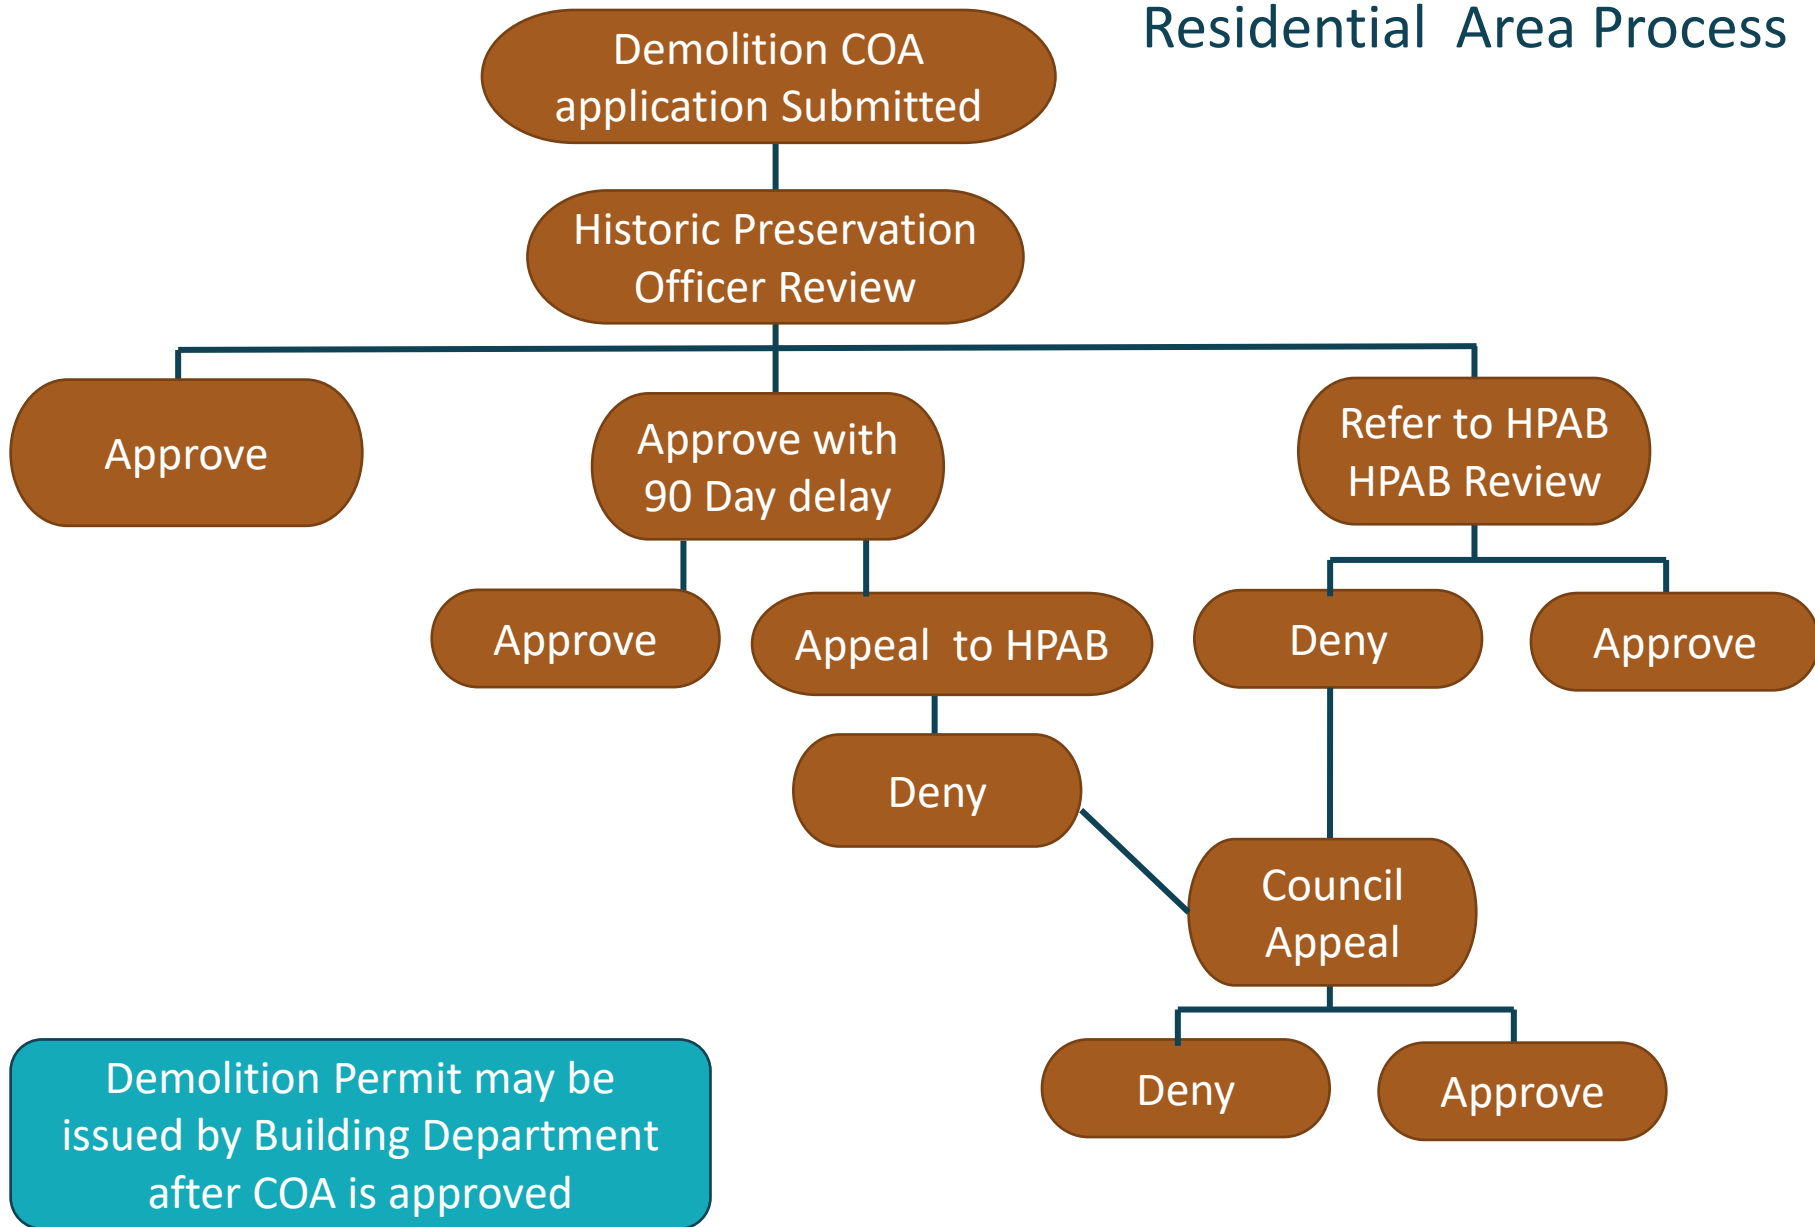 Residential Area Process
Demolition COA
application Submitted
Historic Preservation
Officer Review
Approve
Approve with
90 Day delay
Refer to HPAB
HPAB Review
Approve
Appeal to HPAB
Deny
Approve
Deny
Council
Appeal
Deny
Approve
Demolition Permit may be
issued by Building Department
after COA is approved